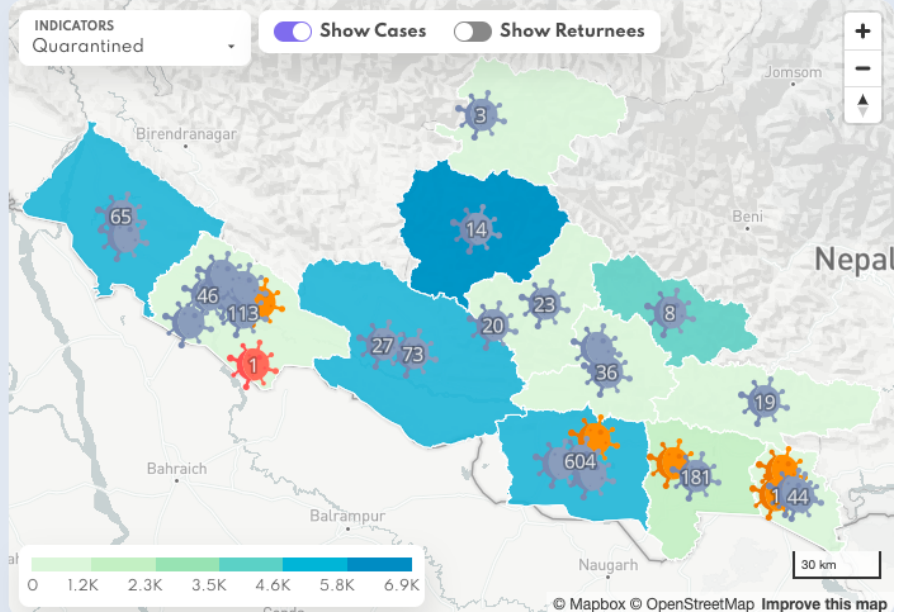 INDICATORS
Quarantined
Show Cases
Show Returnees
+
−
Jomsom
3
Birendranagar
65
14
Beni
Nepal
46
113
23
20
8
27
73
36
1
19
604
181
1
44
Bahraich
Balrampur
Naugarh
30 km
0 1.2K 2.3K 3.5K 4.6K 5.8K 6.9K
© Mapbox © OpenStreetMap Improve this map